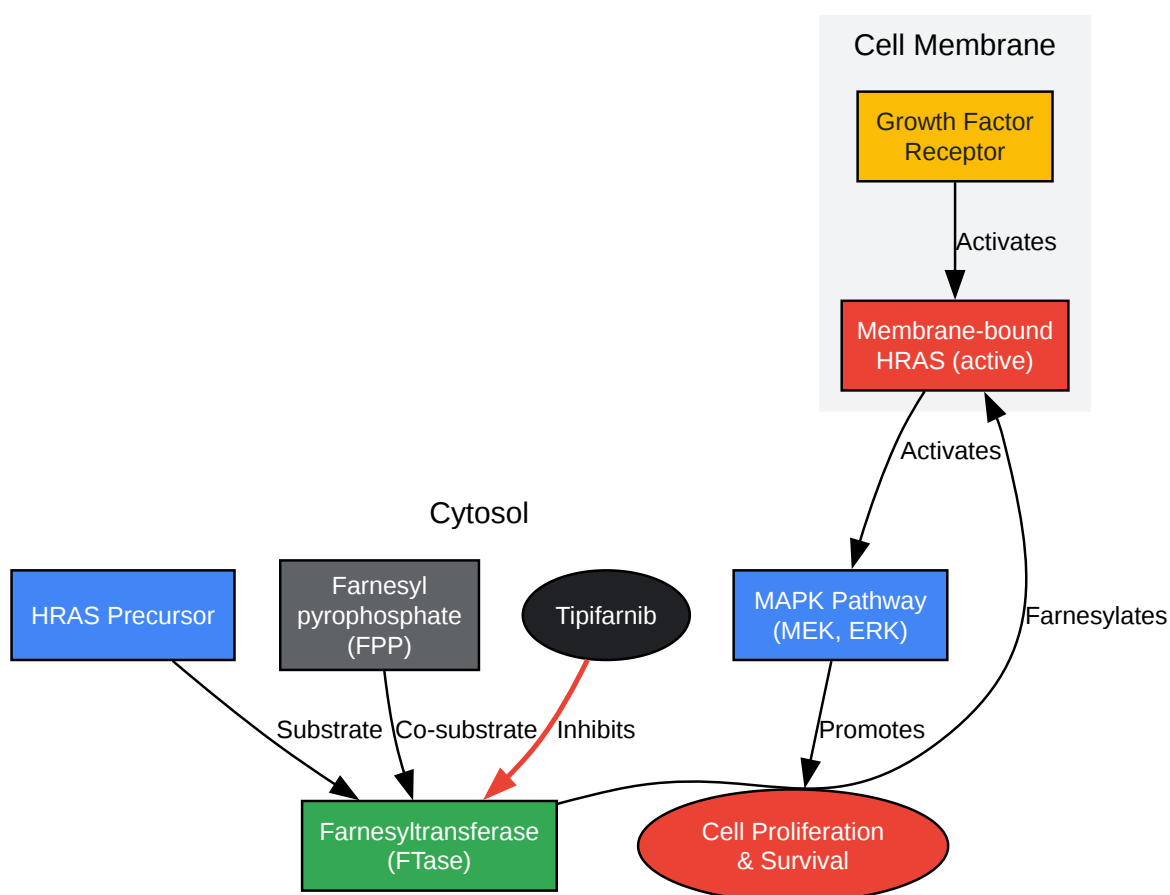 Cell Membrane
Growth Factor
Receptor
Activates
Membrane-bound
HRAS (active)
Activates
Cytosol
HRAS Precursor
Farnesyl
pyrophosphate
(FPP)
Tipifarnib
MAPK Pathway
(MEK, ERK)
Farnesylates
Substrate
Co-substrate
Inhibits
Promotes
Farnesyltransferase
(FTase)
Cell Proliferation
& Survival